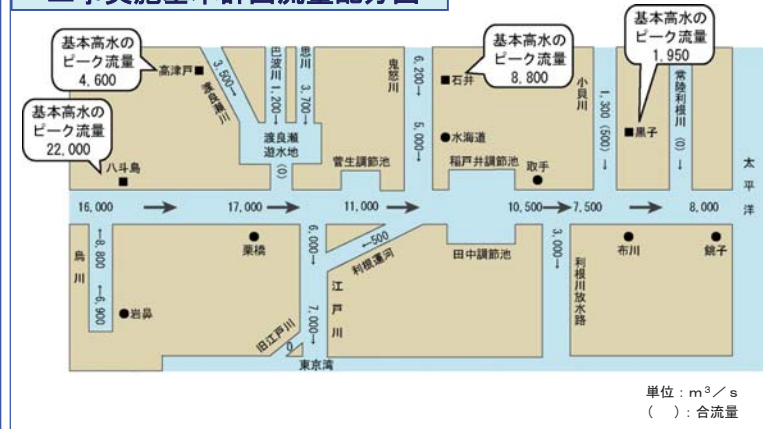 基本高水の
ピーク流量
4,600
基本高水の
ピーク流量
22,000
基本高水の
ピーク流量
8,800
基本高水の
ピーク流量
1,950
高津戸
3,500→
渡良瀬川
巴波川
1,200→
思川
3,700→
渡良瀬
遊水地
(0)
鬼怒川
6,200
5,000→
石井
水海道
小貝川
1,300 (500)→
黒子
常陸利根川
(0)→
太平洋
八斗島
菅生調節池
稲戸井調節池
取手
16,000
17,000
11,000
10,500
7,500
8,000
烏川
←8,800
←6,900
岩鼻
栗橋
6,000→
←500
利根運河
江戸川
7,000→
旧江戸川
0
東京湾
田中調節池
3,000→
利根川放水路
布川
銚子
単位：m³／s
(　)：合流量